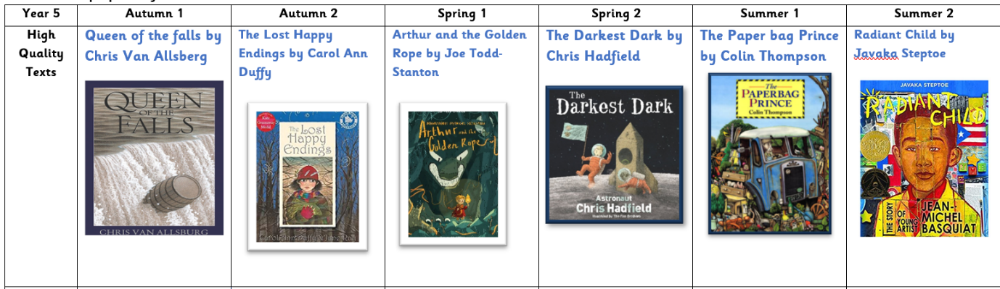 Year 5
Autumn 1
Autumn 2
Spring 1
Spring 2
Summer 1
Summer 2
High
Quality
Texts
Queen of the falls by
Chris Van Allsberg
The Lost Happy
Endings by Carol Ann
Duffy
Arthur and the Golden
Rope by Joe Todd-
Stanton
The Darkest Dark by
Chris Hadfield
The Paper bag Prince
by Colin Thompson
Radiant Child by
Javaka Steptoe
QUEEN
OF THE
FALLS
CHRIS VAN ALLSBURG
The Lost
Happy
Endings
Carol Ann Duffy & Jane Ray
Arthur and the
Golden Rope
The
Darkest Dark
Astronaut
Chris Hadfield
The
PAPERBAG
PRINCE
Colin Thompson
JAVAKA STEPTOE
RADIANT
CHILD
THE STORY
OF YOUNG
ARTIST
JEAN-
MICHEL
BASQUIAT